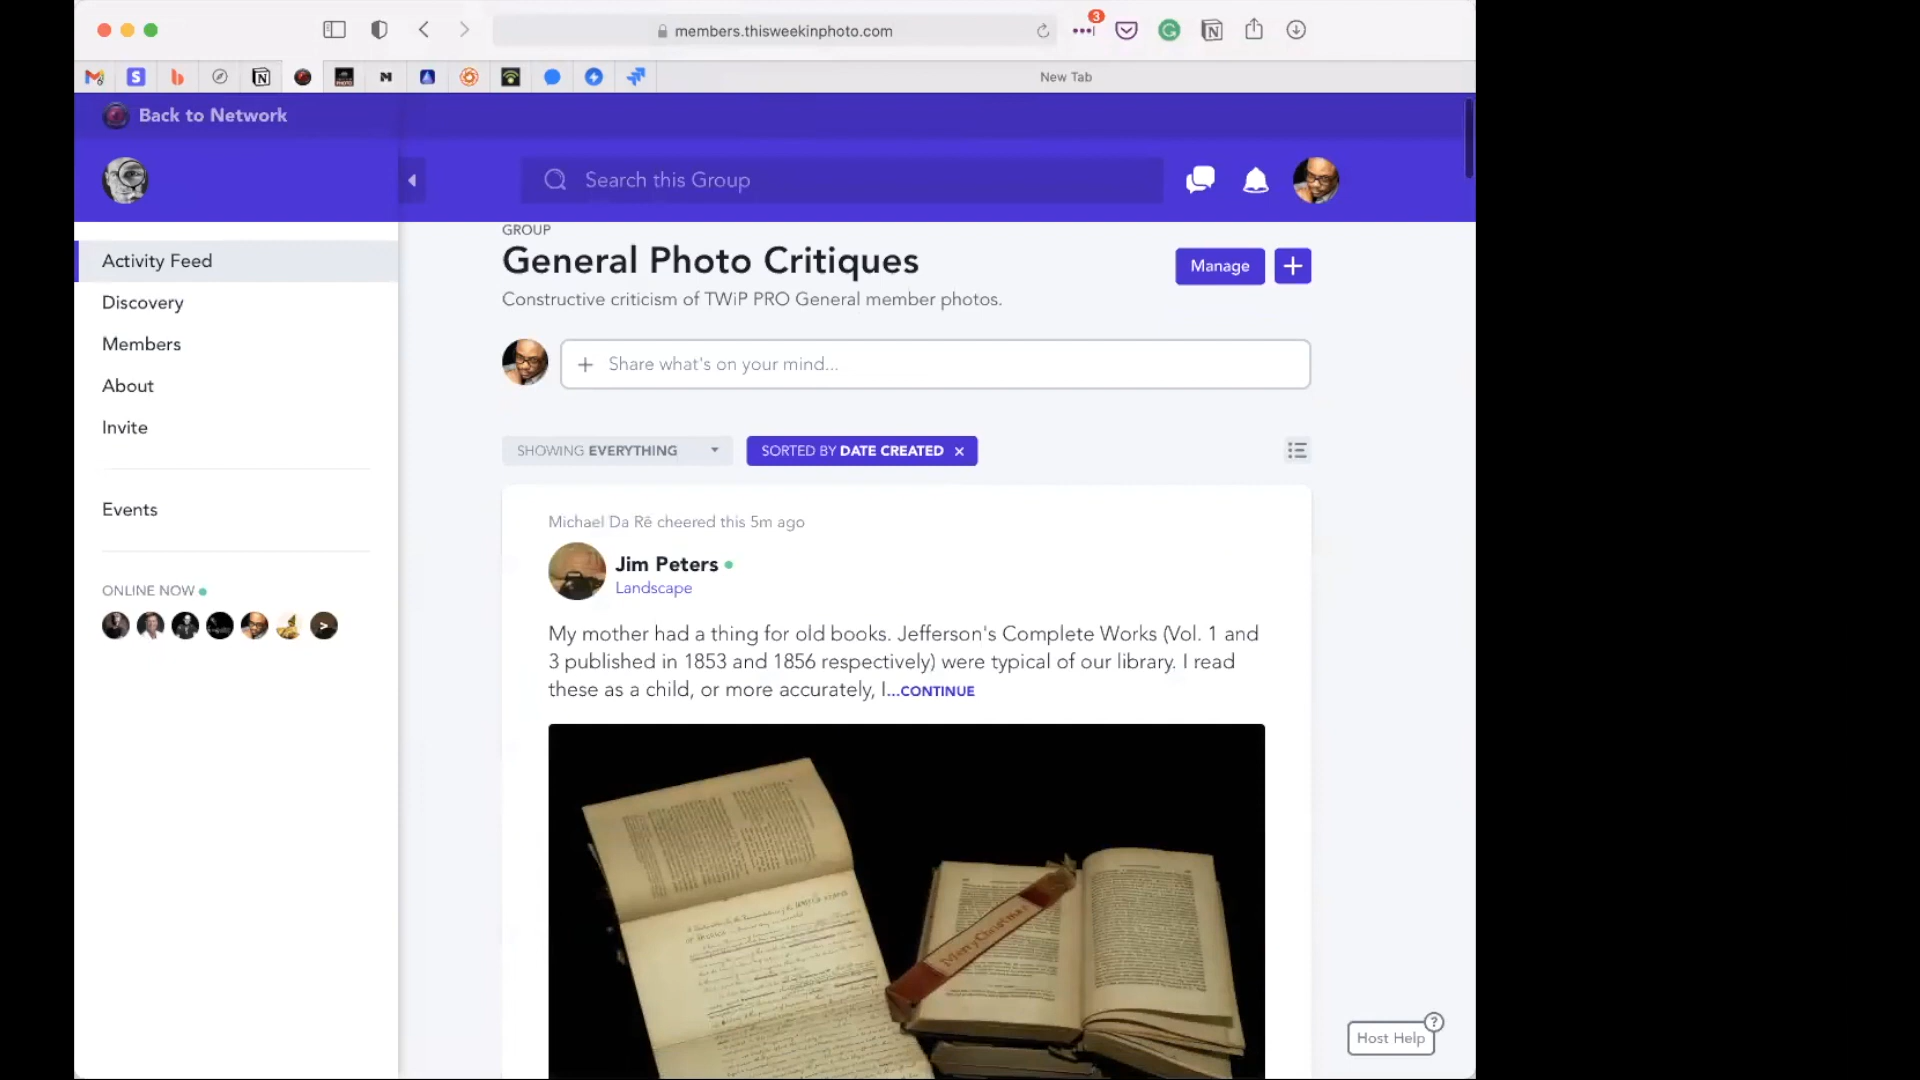 members.thisweekinphoto.com
3
New Tab
Back to Network
Search this Group
Activity Feed
Discovery
Members
About
Invite
Events
ONLINE NOW
GROUP
General Photo Critiques
Constructive criticism of TWiP PRO General member photos.
Manage
Share what's on your mind...
SHOWING EVERYTHING
SORTED BY DATE CREATED
Michael Da Rē cheered this 5m ago
Jim Peters
Landscape
My mother had a thing for old books. Jefferson's Complete Works (Vol. 1 and
3 published in 1853 and 1856 respectively) were typical of our library. I read
these as a child, or more accurately, I...CONTINUE
Merry Christmas
Host Help ?